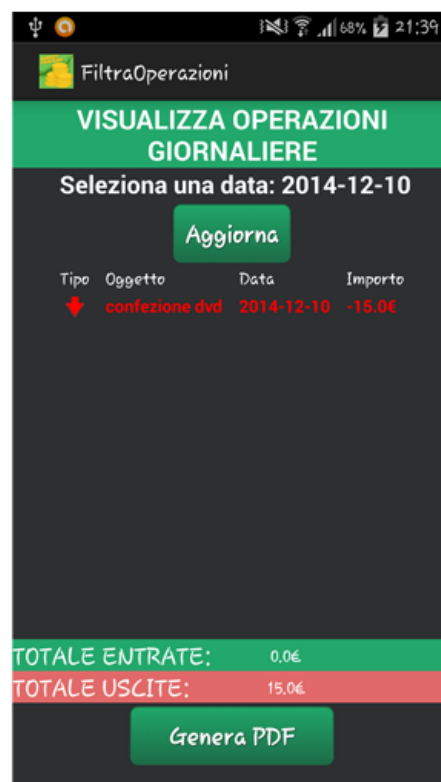 68% 21:39
FiltraOperazioni
VISUALIZZA OPERAZIONI
GIORNALIERE
Seleziona una data: 2014-12-10
Aggiorna
Tipo Oggetto Data Importo
confezione dvd 2014-12-10 -15.0€
TOTALE ENTRATE: 0.0€
TOTALE USCITE: 15.0€
Genera PDF